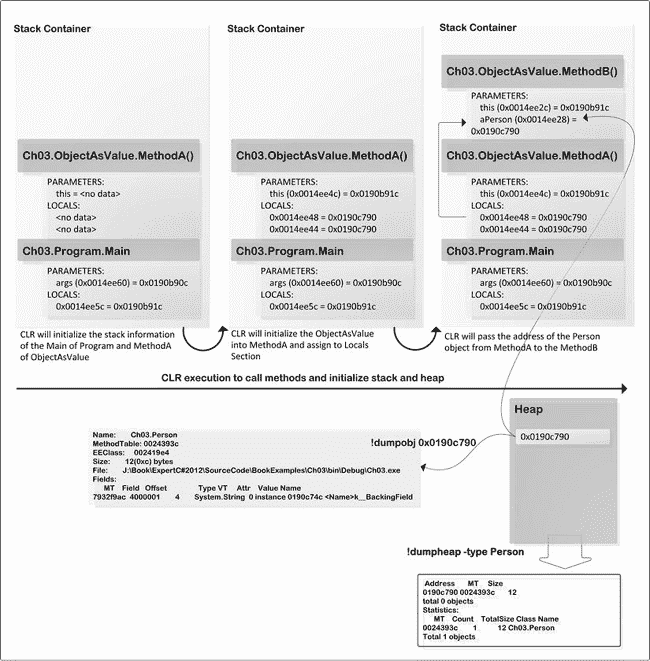 Stack Container
Ch03.ObjectAsValue.MethodA()
PARAMETERS:
this = <no data>
LOCALS:
<no data>
<no data>
Ch03.Program.Main
PARAMETERS:
args (0x0014ee60) = 0x0190b90c
LOCALS:
0x0014ee5c = 0x0190b91c
CLR will initialize the stack information
of the Main of Program and MethodA
of ObjectAsValue
Stack Container
Ch03.ObjectAsValue.MethodA()
PARAMETERS:
this (0x0014ee4c) = 0x0190b91c
LOCALS:
0x0014ee48 = 0x0190c790
0x0014ee44 = 0x0190c790
Ch03.Program.Main
PARAMETERS:
args (0x0014ee60) = 0x0190b90c
LOCALS:
0x0014ee5c = 0x0190b91c
CLR will initialize the ObjectAsValue
into MethodA and assign to Locals
Section
Stack Container
Ch03.ObjectAsValue.MethodB()
PARAMETERS:
this (0x0014ee2c) = 0x0190b91c
aPerson (0x0014ee28) =
0x0190c790
Ch03.ObjectAsValue.MethodA()
PARAMETERS:
this (0x0014ee4c) = 0x0190b91c
LOCALS:
0x0014ee48 = 0x0190c790
0x0014ee44 = 0x0190c790
Ch03.Program.Main
PARAMETERS:
args (0x0014ee60) = 0x0190b90c
LOCALS:
0x0014ee5c = 0x0190b91c
CLR will pass the address of the Person
object from MethodA to the MethodB
CLR execution to call methods and initialize stack and heap
Heap
0x0190c790
!dumpobj 0x0190c790
Name: Ch03.Person
MethodTable: 0024393c
EEClass: 002419e4
Size: 12(0xc) bytes
File: J:\Book\ExpertC#2012\SourceCode\BookExamples\Ch03\bin\Debug\Ch03.exe
Fields:
MT Field Offset Type VT Attr Value Name
7932f9ac 4000001 4 System.String 0 instance 0190c74c <Name>k__BackingField
!dumpheap -type Person
Address MT Size
0190c790 0024393c 12
total 0 objects
Statistics:
MT Count TotalSize Class Name
0024393c 1 12 Ch03.Person
Total 1 objects